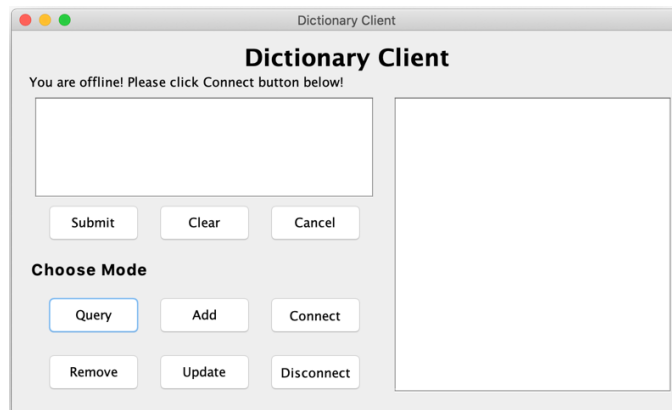 Dictionary Client
Dictionary Client
You are offline! Please click Connect button below!
Submit Clear Cancel
Choose Mode
Query Add Connect
Remove Update Disconnect